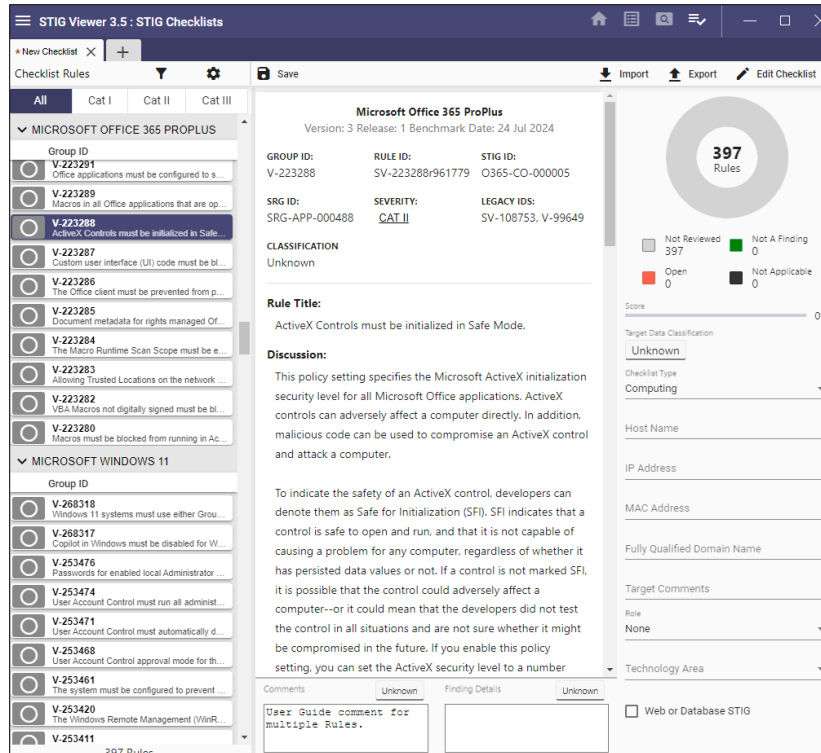 STIG Viewer 3.5 : STIG Checklists
* New Checklist
Checklist Rules
Save
Import
Export
Edit Checklist
All
Cat I
Cat II
Cat III
MICROSOFT OFFICE 365 PROPLUS
Group ID
V-223291
Office applications must be configured to s...
V-223289
Macros in all Office applications that are op...
V-223288
ActiveX Controls must be initialized in Safe...
V-223287
Custom user interface (UI) code must be bl...
V-223286
The Office client must be prevented from p...
V-223285
Document metadata for rights managed Of...
V-223284
The Macro Runtime Scan Scope must be e...
V-223283
Allowing Trusted Locations on the network ...
V-223282
VBA Macros not digitally signed must be bl...
V-223280
Macros must be blocked from running in Ac...
MICROSOFT WINDOWS 11
Group ID
V-268318
Windows 11 systems must use either Grou...
V-268317
Copilot in Windows must be disabled for W...
V-253476
Passwords for enabled local Administrator ...
V-253474
User Account Control must run all administ...
V-253471
User Account Control must automatically d...
V-253468
User Account Control approval mode for th...
V-253461
The system must be configured to prevent ...
V-253420
The Windows Remote Management (WinR...
V-253411
397 Rules
Microsoft Office 365 ProPlus
Version: 3 Release: 1 Benchmark Date: 24 Jul 2024
GROUP ID: RULE ID: STIG ID:
V-223288 SV-223288r961779 O365-CO-000005
SRG ID: SEVERITY: LEGACY IDS:
SRG-APP-000488 CAT II SV-108753, V-99649
CLASSIFICATION
Unknown
Rule Title:
ActiveX Controls must be initialized in Safe Mode.
Discussion:
This policy setting specifies the Microsoft ActiveX initialization
security level for all Microsoft Office applications. ActiveX
controls can adversely affect a computer directly. In addition,
malicious code can be used to compromise an ActiveX control
and attack a computer.
To indicate the safety of an ActiveX control, developers can
denote them as Safe for Initialization (SFI). SFI indicates that a
control is safe to open and run, and that it is not capable of
causing a problem for any computer, regardless of whether it
has persisted data values or not. If a control is not marked SFI,
it is possible that the control could adversely affect a
computer--or it could mean that the developers did not test
the control in all situations and are not sure whether it might
be compromised in the future. If you enable this policy
setting, you can set the ActiveX security level to a number
Comments Unknown
User Guide comment for
multiple Rules.
Finding Details Unknown
397
Rules
Not Reviewed
397
Not A Finding
0
Open
0
Not Applicable
0
Score
0
Target Data Classification
Unknown
Checklist Type
Computing
Host Name
IP Address
MAC Address
Fully Qualified Domain Name
Target Comments
Role
None
Technology Area
Web or Database STIG